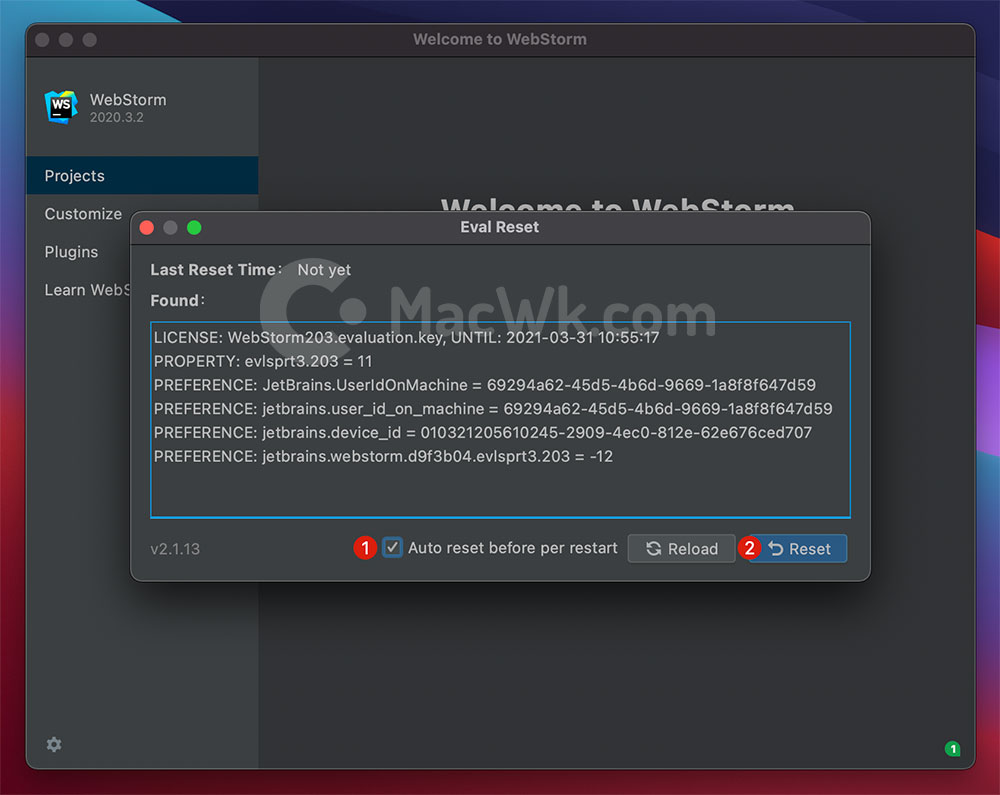 Welcome to WebStorm
WS
WebStorm
2020.3.2
Projects
Customize
Plugins
Learn WebS
Welcome to WebStorm
Eval Reset
Last Reset Time: Not yet
Found:
MacWk.com
LICENSE: WebStorm203.evaluation.key, UNTIL: 2021-03-31 10:55:17
PROPERTY: evlsprt3.203 = 11
PREFERENCE: JetBrains.UserIdOnMachine = 69294a62-45d5-4b6d-9669-1a8f8f647d59
PREFERENCE: jetbrains.user_id_on_machine = 69294a62-45d5-4b6d-9669-1a8f8f647d59
PREFERENCE: jetbrains.device_id = 010321205610245-2909-4ec0-812e-62e676ced707
PREFERENCE: jetbrains.webstorm.d9f3b04.evlsprt3.203 = -12
v2.1.13 1 Auto reset before per restart Reload 2 Reset
1